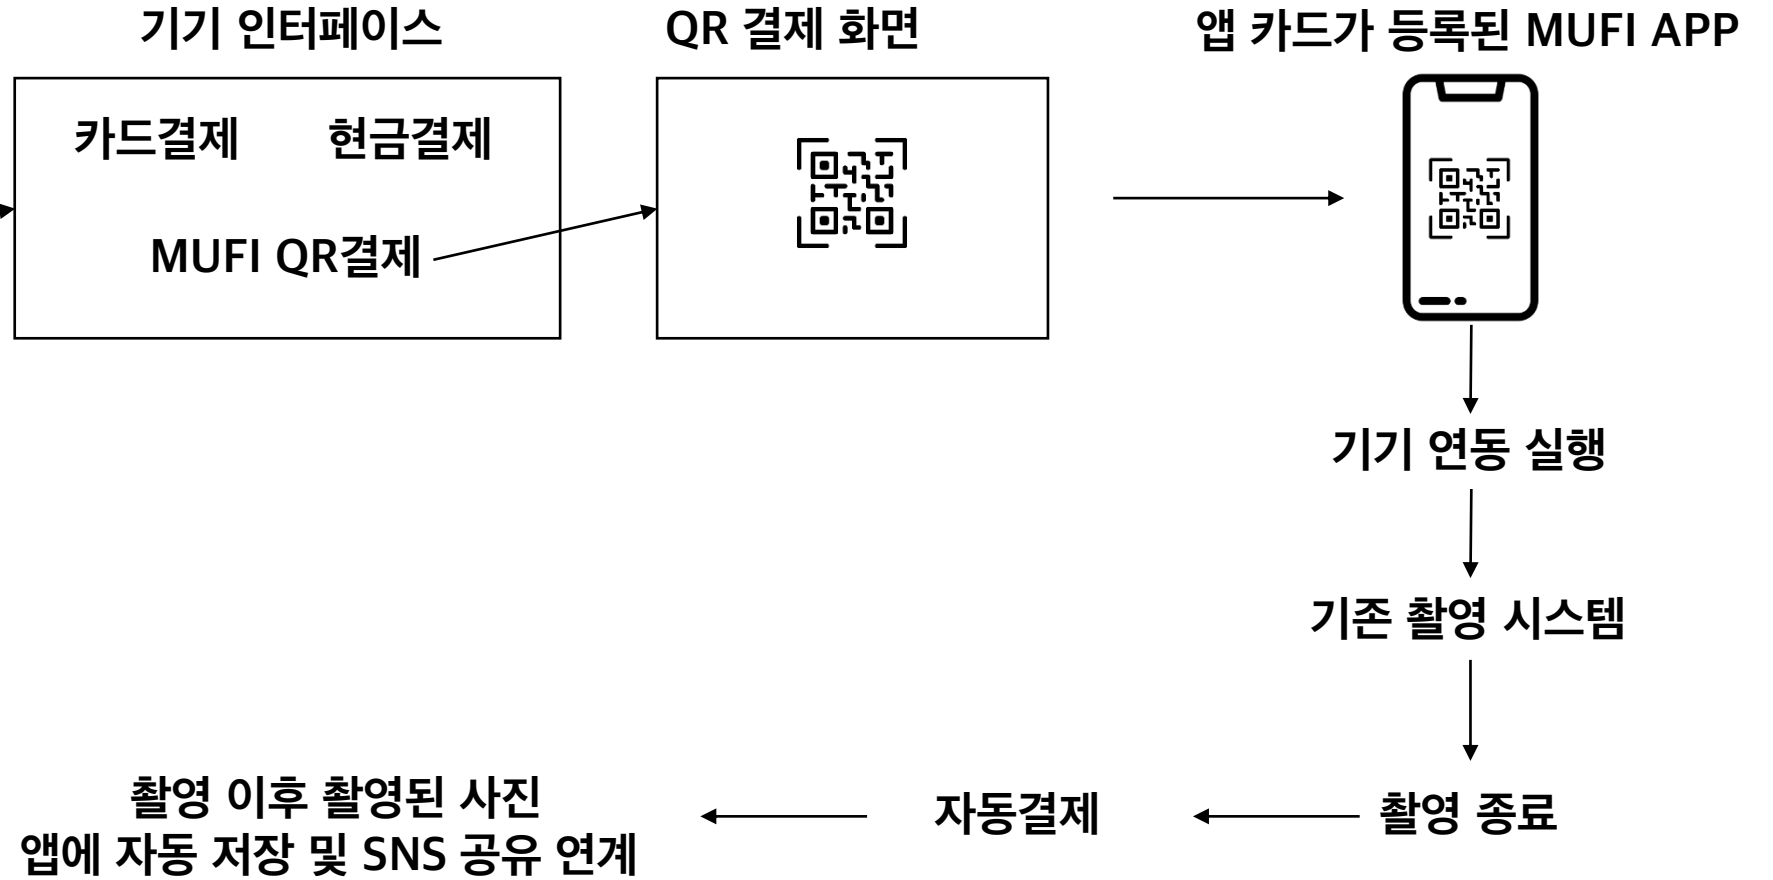 기기 인터페이스
QR 결제 화면
앱 카드가 등록된 MUFI APP
카드결제
현금결제
MUFI QR결제
기기 연동 실행
기존 촬영 시스템
촬영 종료
자동결제
촬영 이후 촬영된 사진
앱에 자동 저장 및 SNS 공유 연계